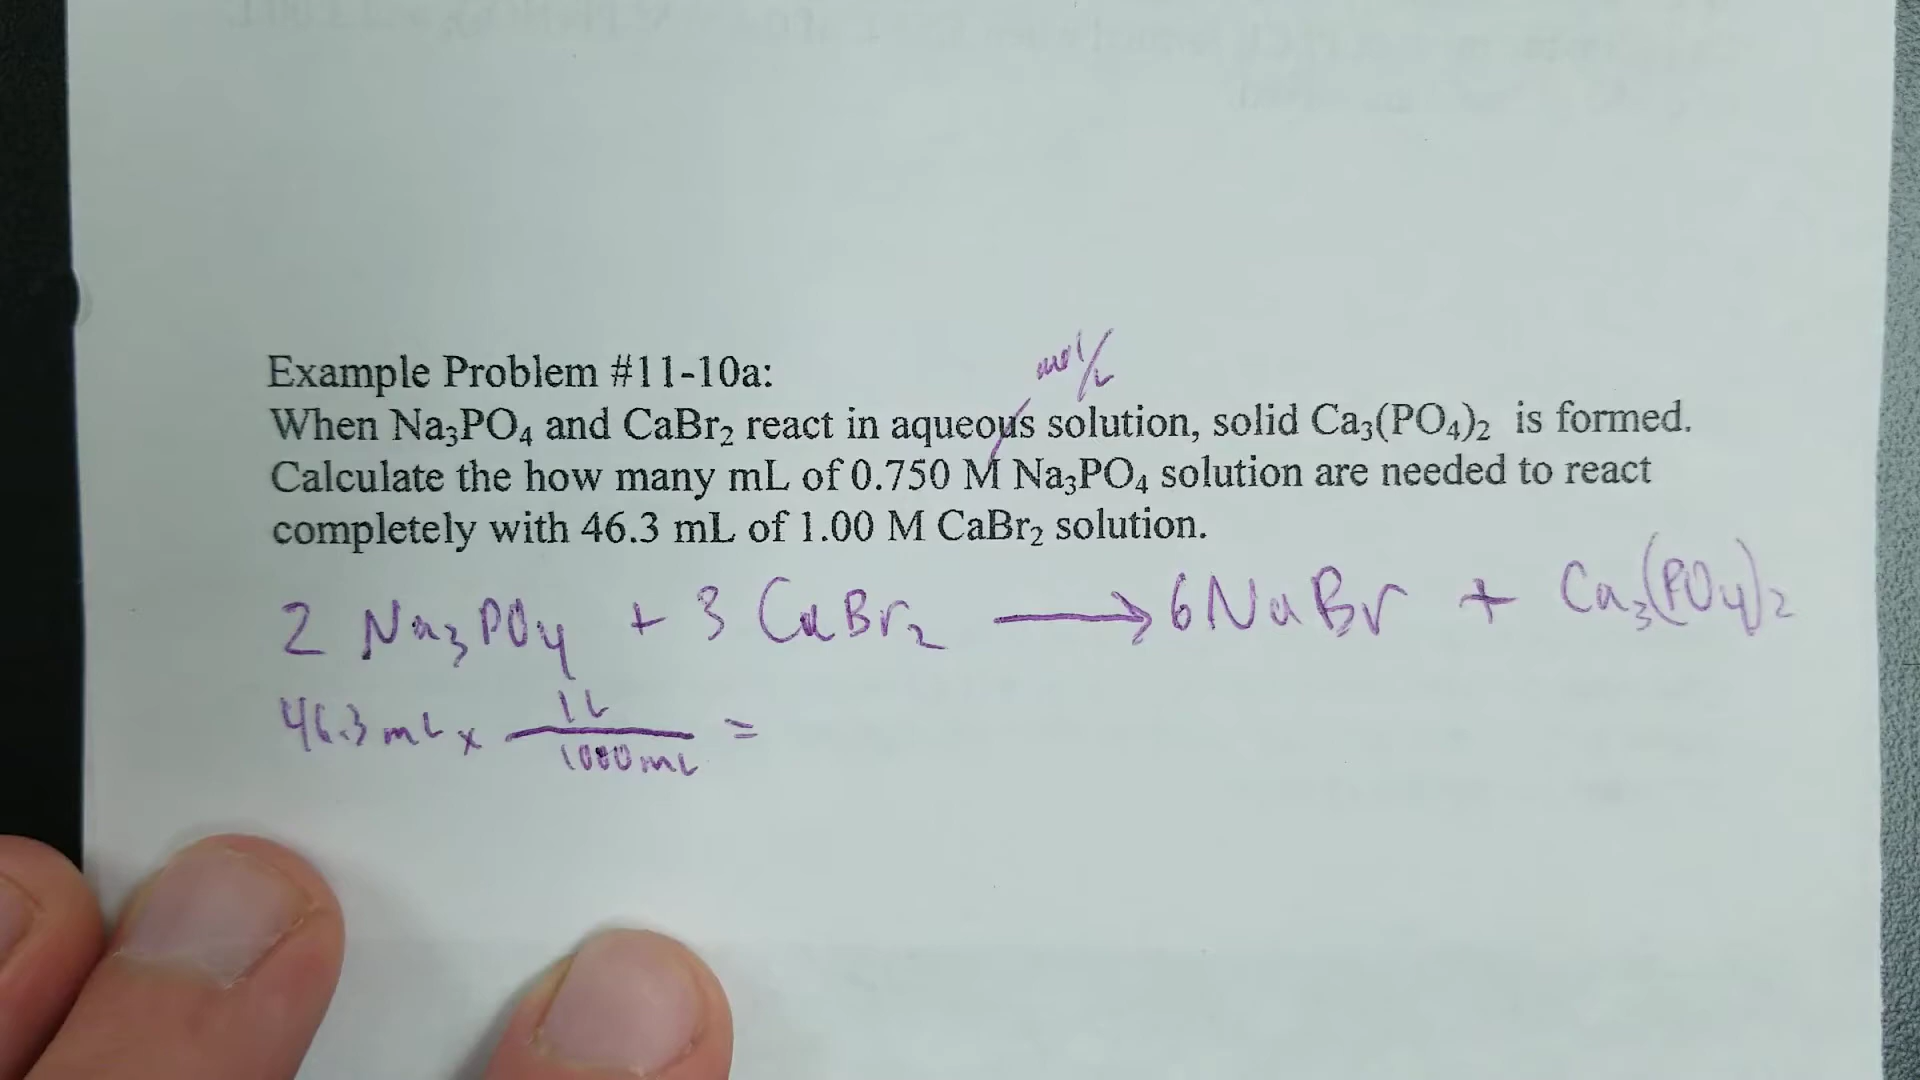 Example Problem #11-10a:
mol/L
When Na₃PO₄ and CaBr₂ react in aqueous solution, solid Ca₃(PO₄)₂ is formed.
Calculate the how many mL of 0.750 M Na₃PO₄ solution are needed to react
completely with 46.3 mL of 1.00 M CaBr₂ solution.
2 Na₃PO₄ + 3 CaBr₂ ⟶ 6NaBr + Ca₃(PO₄)₂
46.3 mL x 1L / 1000mL =